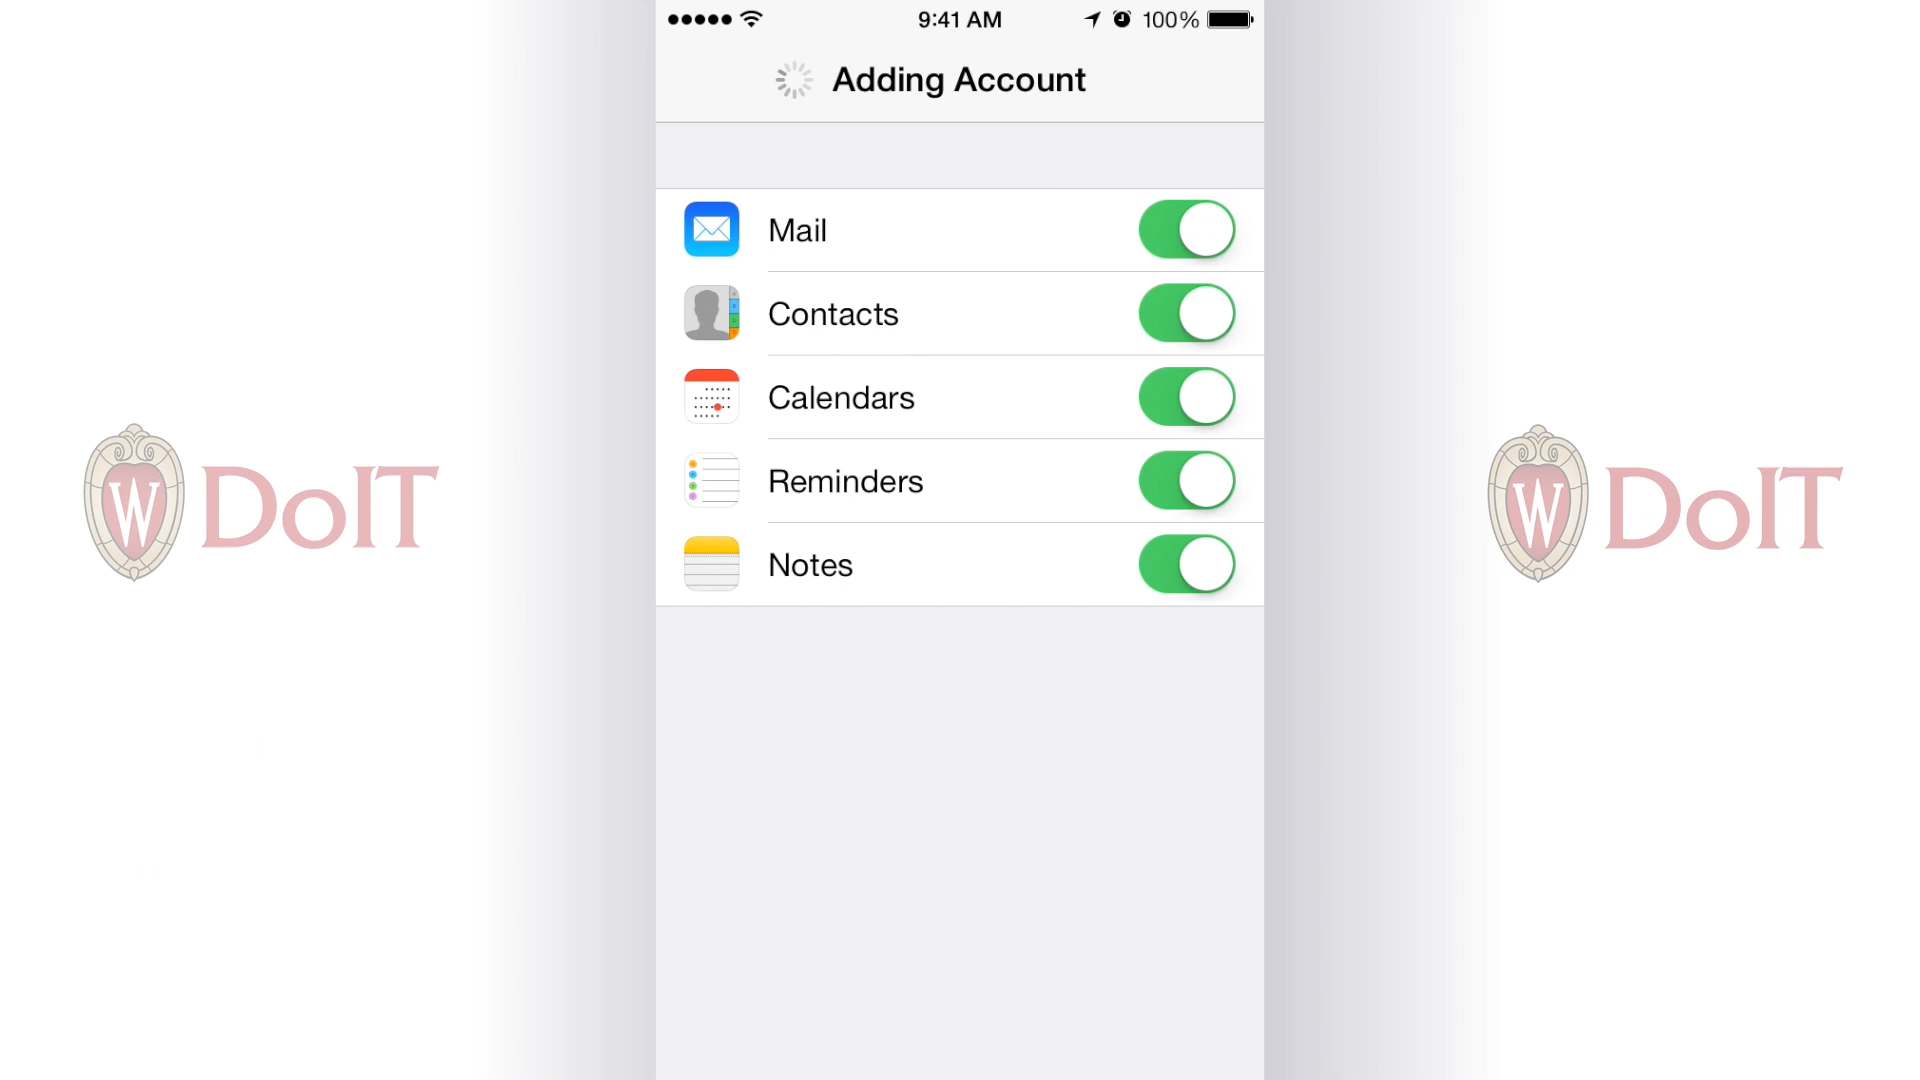 9:41 AM
100%
Adding Account
Mail
Contacts
Calendars
Reminders
Notes
W DoIT
W DoIT